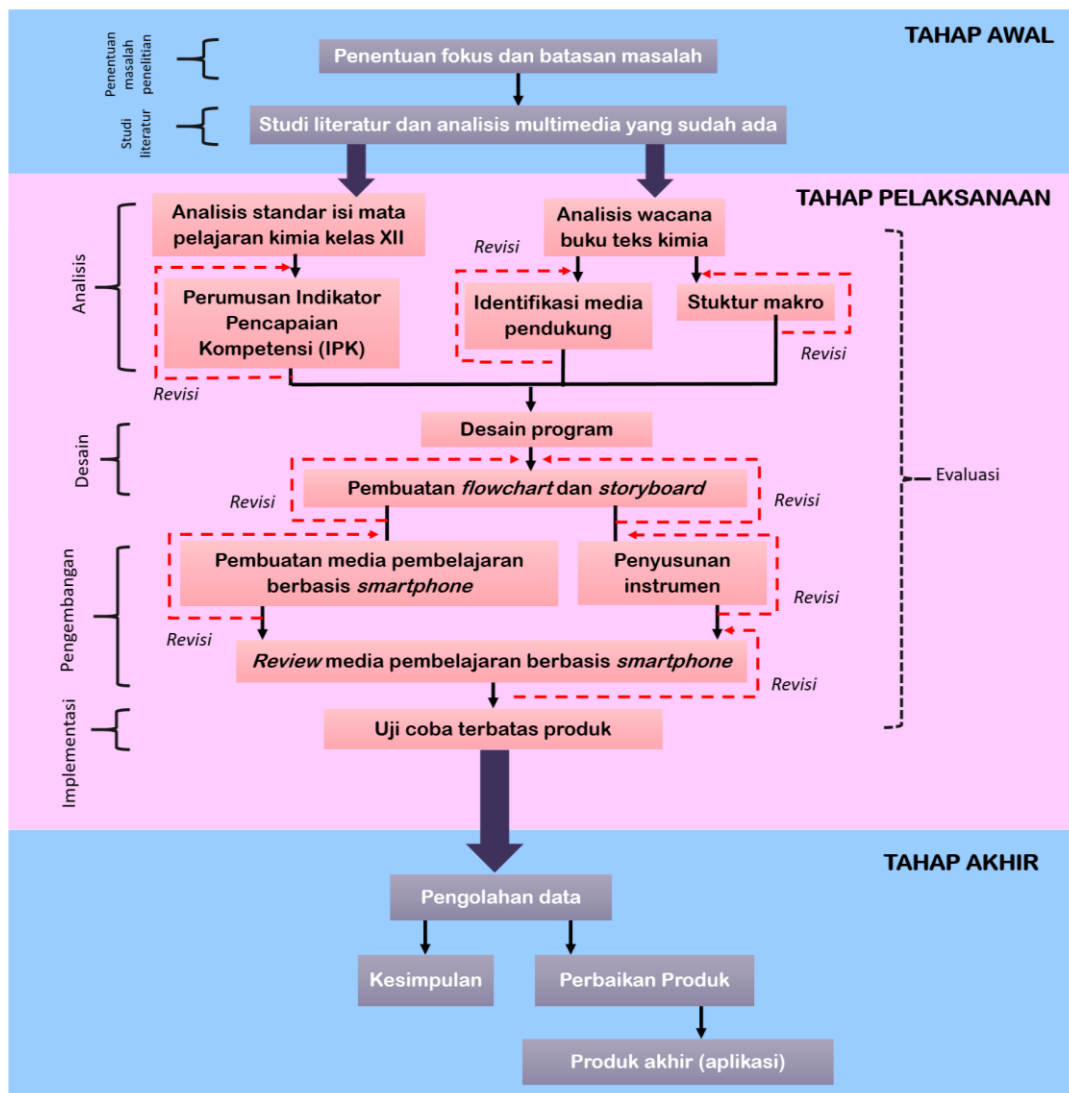 TAHAP AWAL
Penentuan
masalah
penelitian
Penentuan fokus dan batasan masalah
Studi
literatur
Studi literatur dan analisis multimedia yang sudah ada
TAHAP PELAKSANAAN
Analisis
Analisis standar isi mata
pelajaran kimia kelas XII
Analisis wacana
buku teks kimia
Revisi
Perumusan Indikator
Pencapaian
Kompetensi (IPK)
Identifikasi media
pendukung
Stuktur makro
Revisi
Revisi
Desain
Desain program
Evaluasi
Pembuatan flowchart dan storyboard
Revisi
Revisi
Pengembangan
Pembuatan media pembelajaran
berbasis smartphone
Penyusunan
instrumen
Revisi
Revisi
Review media pembelajaran berbasis smartphone
Revisi
Implementasi
Uji coba terbatas produk
TAHAP AKHIR
Pengolahan data
Kesimpulan
Perbaikan Produk
Produk akhir (aplikasi)